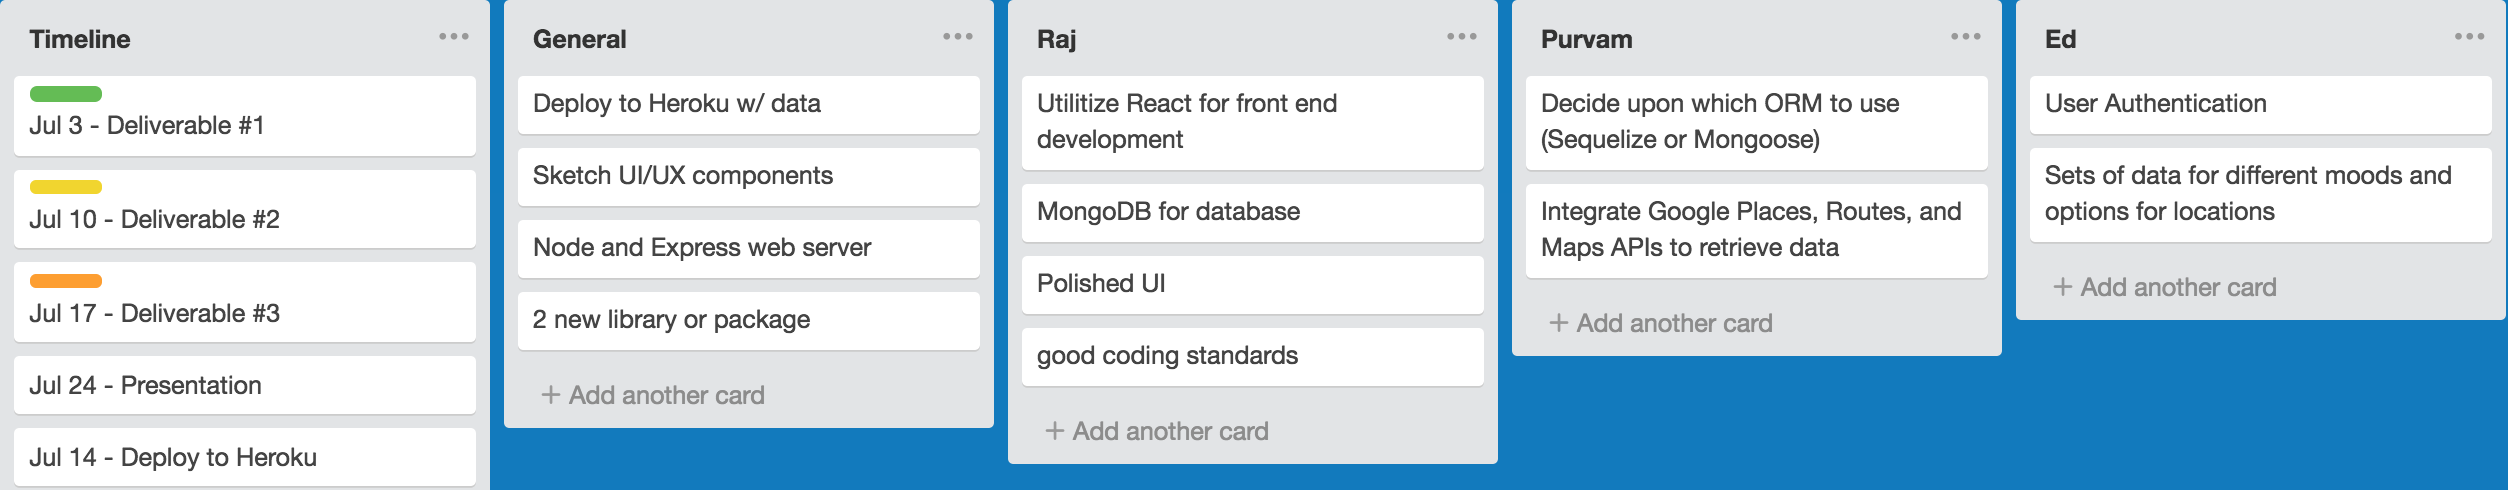 Timeline
Jul 3 - Deliverable #1
Jul 10 - Deliverable #2
Jul 17 - Deliverable #3
Jul 24 - Presentation
Jul 14 - Deploy to Heroku
General
Deploy to Heroku w/ data
Sketch UI/UX components
Node and Express web server
2 new library or package
+ Add another card
Raj
Utilitize React for front end
development
MongoDB for database
Polished UI
good coding standards
+ Add another card
Purvam
Decide upon which ORM to use
(Sequelize or Mongoose)
Integrate Google Places, Routes, and
Maps APIs to retrieve data
+ Add another card
Ed
User Authentication
Sets of data for different moods and
options for locations
+ Add another card